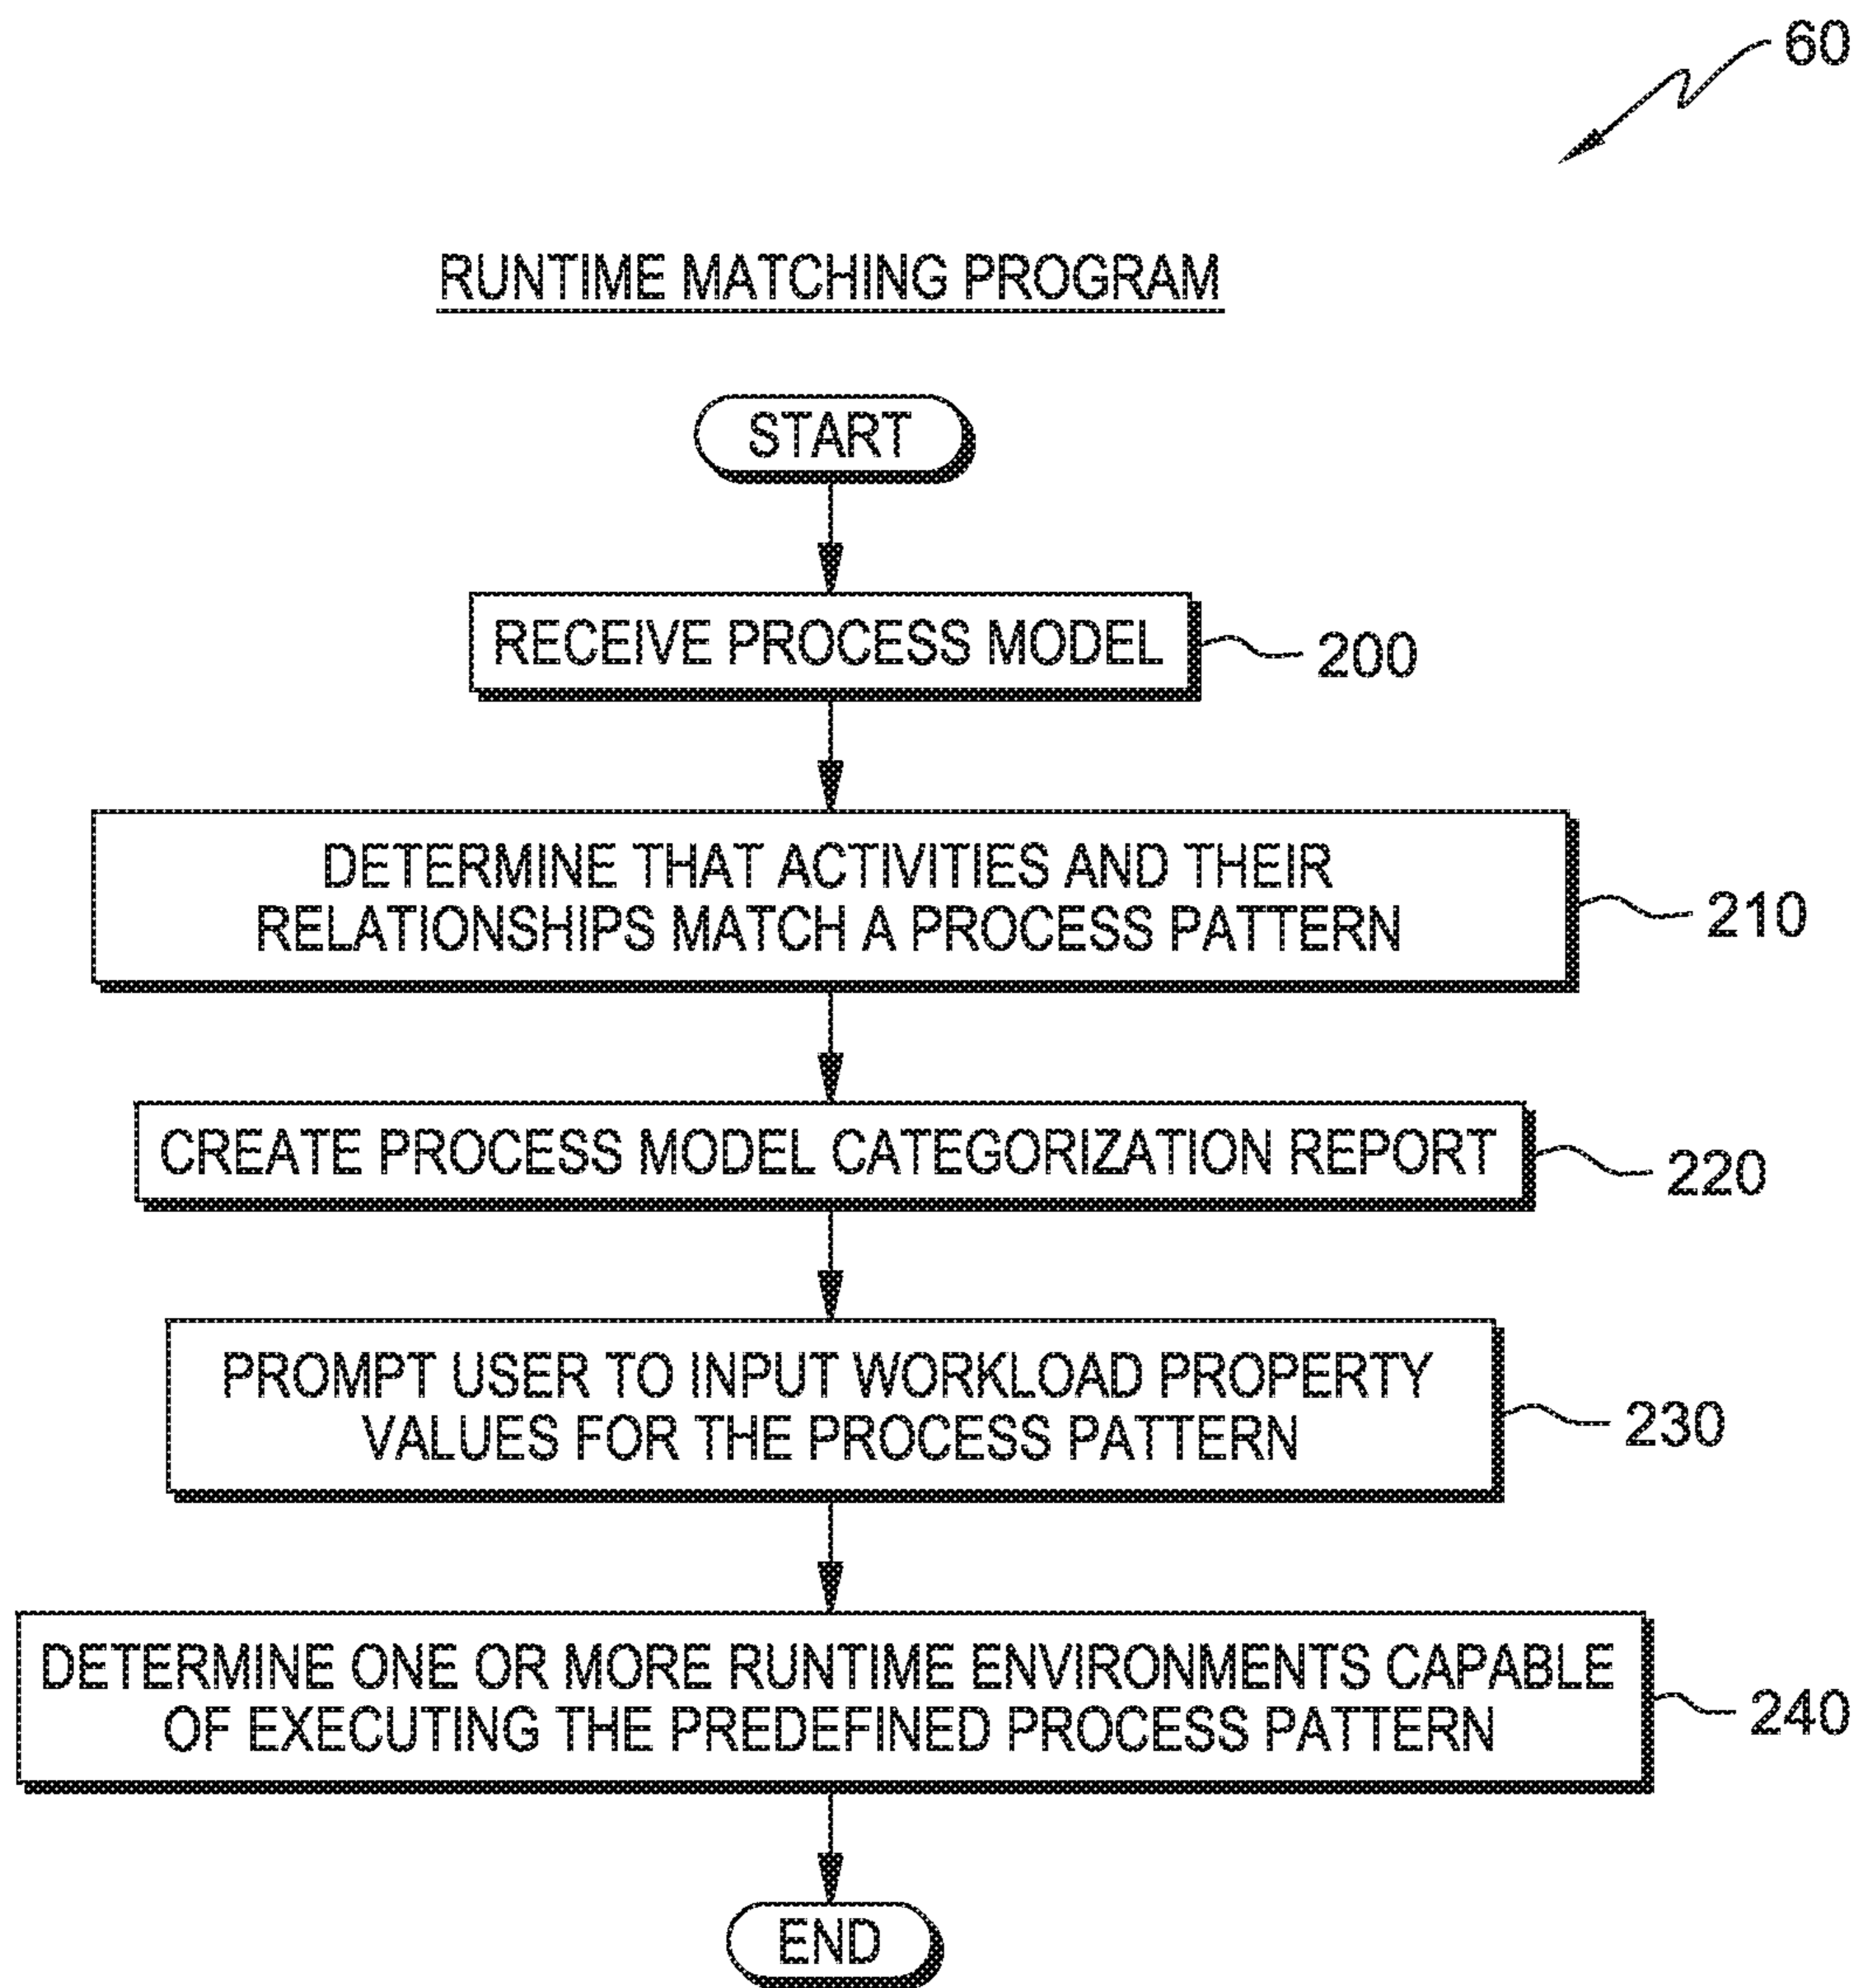 60
RUNTIME MATCHING PROGRAM
START
RECEIVE PROCESS MODEL
200
DETERMINE THAT ACTIVITIES AND THEIR
RELATIONSHIPS MATCH A PROCESS PATTERN
210
CREATE PROCESS MODEL CATEGORIZATION REPORT
220
PROMPT USER TO INPUT WORKLOAD PROPERTY
VALUES FOR THE PROCESS PATTERN
230
DETERMINE ONE OR MORE RUNTIME ENVIRONMENTS CAPABLE
OF EXECUTING THE PREDEFINED PROCESS PATTERN
240
END